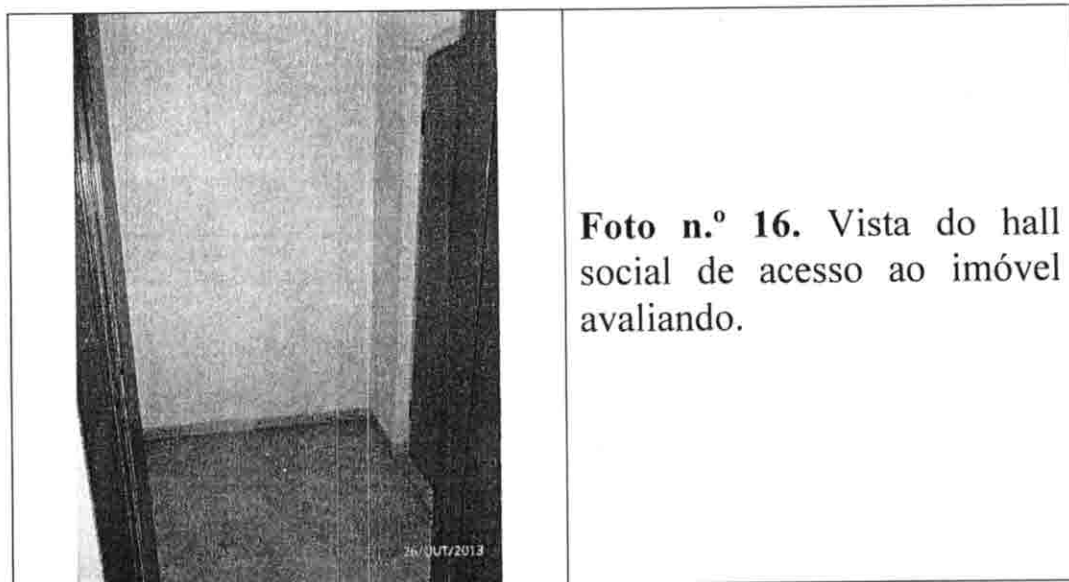 Foto n.º 16. Vista do hall
social de acesso ao imóvel
avaliando.
26/OUT/2013